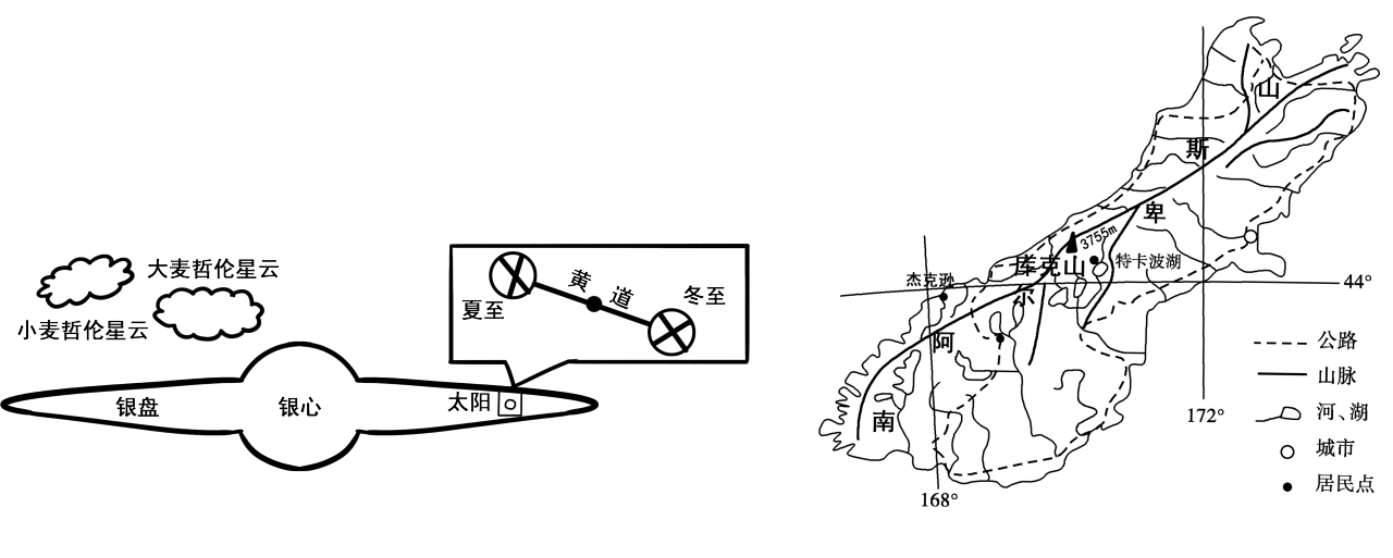 大麦哲伦星云
小麦哲伦星云
夏至
黄道
冬至
银盘
银心
太阳
山
斯
卑
尔
阿
南
3755m
库克山
特卡波湖
杰克逊
44°
172°
168°
公路
山脉
河、湖
城市
居民点